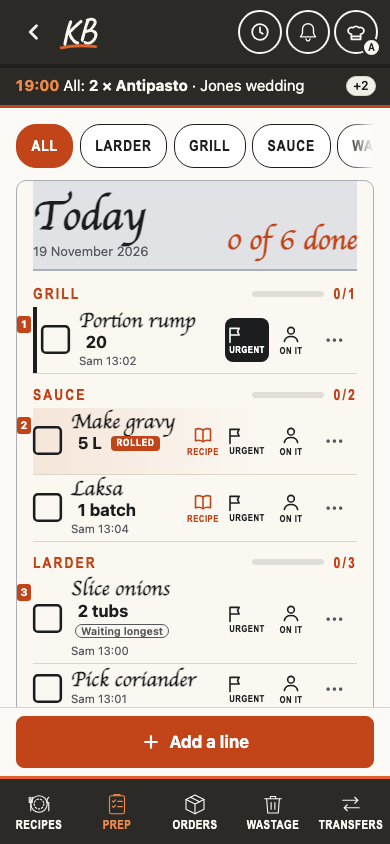 KB
A
19:00 All: 2 × Antipasto · Jones wedding +2
ALL LARDER GRILL SAUCE WA
Today
19 November 2026
0 of 6 done
GRILL 0/1
1
Portion rump
20
Sam 13:02
URGENT ON IT
SAUCE 0/2
2
Make gravy
5 L ROLLED
RECIPE URGENT ON IT
Laksa
1 batch
Sam 13:04
RECIPE URGENT ON IT
LARDER 0/3
3
Slice onions
2 tubs
Waiting longest
Sam 13:00
URGENT ON IT
Pick coriander
Sam 13:01
URGENT ON IT
+ Add a line
RECIPES PREP ORDERS WASTAGE TRANSFERS